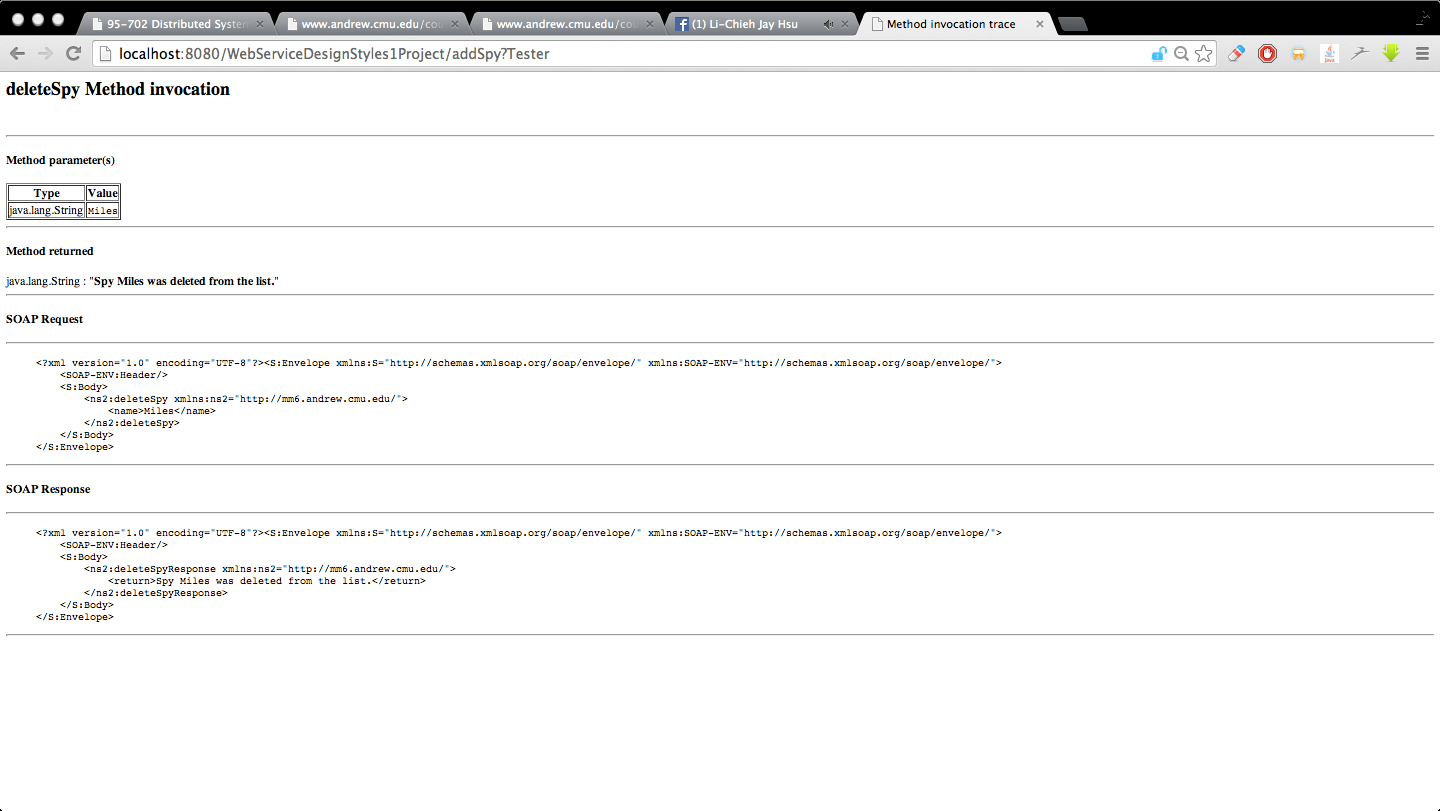 95-702 Distributed System
www.andrew.cmu.edu/cou
www.andrew.cmu.edu/cou
(1) Li-Chieh Jay Hsu
Method invocation trace
localhost:8080/WebServiceDesignStyles1Project/addSpy?Tester
deleteSpy Method invocation
Method parameter(s)
Type Value
java.lang.String Miles
Method returned
java.lang.String : "Spy Miles was deleted from the list."
SOAP Request
<?xml version="1.0" encoding="UTF-8"?><S:Envelope xmlns:S="http://schemas.xmlsoap.org/soap/envelope/" xmlns:SOAP-ENV="http://schemas.xmlsoap.org/soap/envelope/">
<SOAP-ENV:Header/>
<S:Body>
<ns2:deleteSpy xmlns:ns2="http://mm6.andrew.cmu.edu/">
<name>Miles</name>
</ns2:deleteSpy>
</S:Body>
</S:Envelope>
SOAP Response
<?xml version="1.0" encoding="UTF-8"?><S:Envelope xmlns:S="http://schemas.xmlsoap.org/soap/envelope/" xmlns:SOAP-ENV="http://schemas.xmlsoap.org/soap/envelope/">
<SOAP-ENV:Header/>
<S:Body>
<ns2:deleteSpyResponse xmlns:ns2="http://mm6.andrew.cmu.edu/">
<return>Spy Miles was deleted from the list.</return>
</ns2:deleteSpyResponse>
</S:Body>
</S:Envelope>